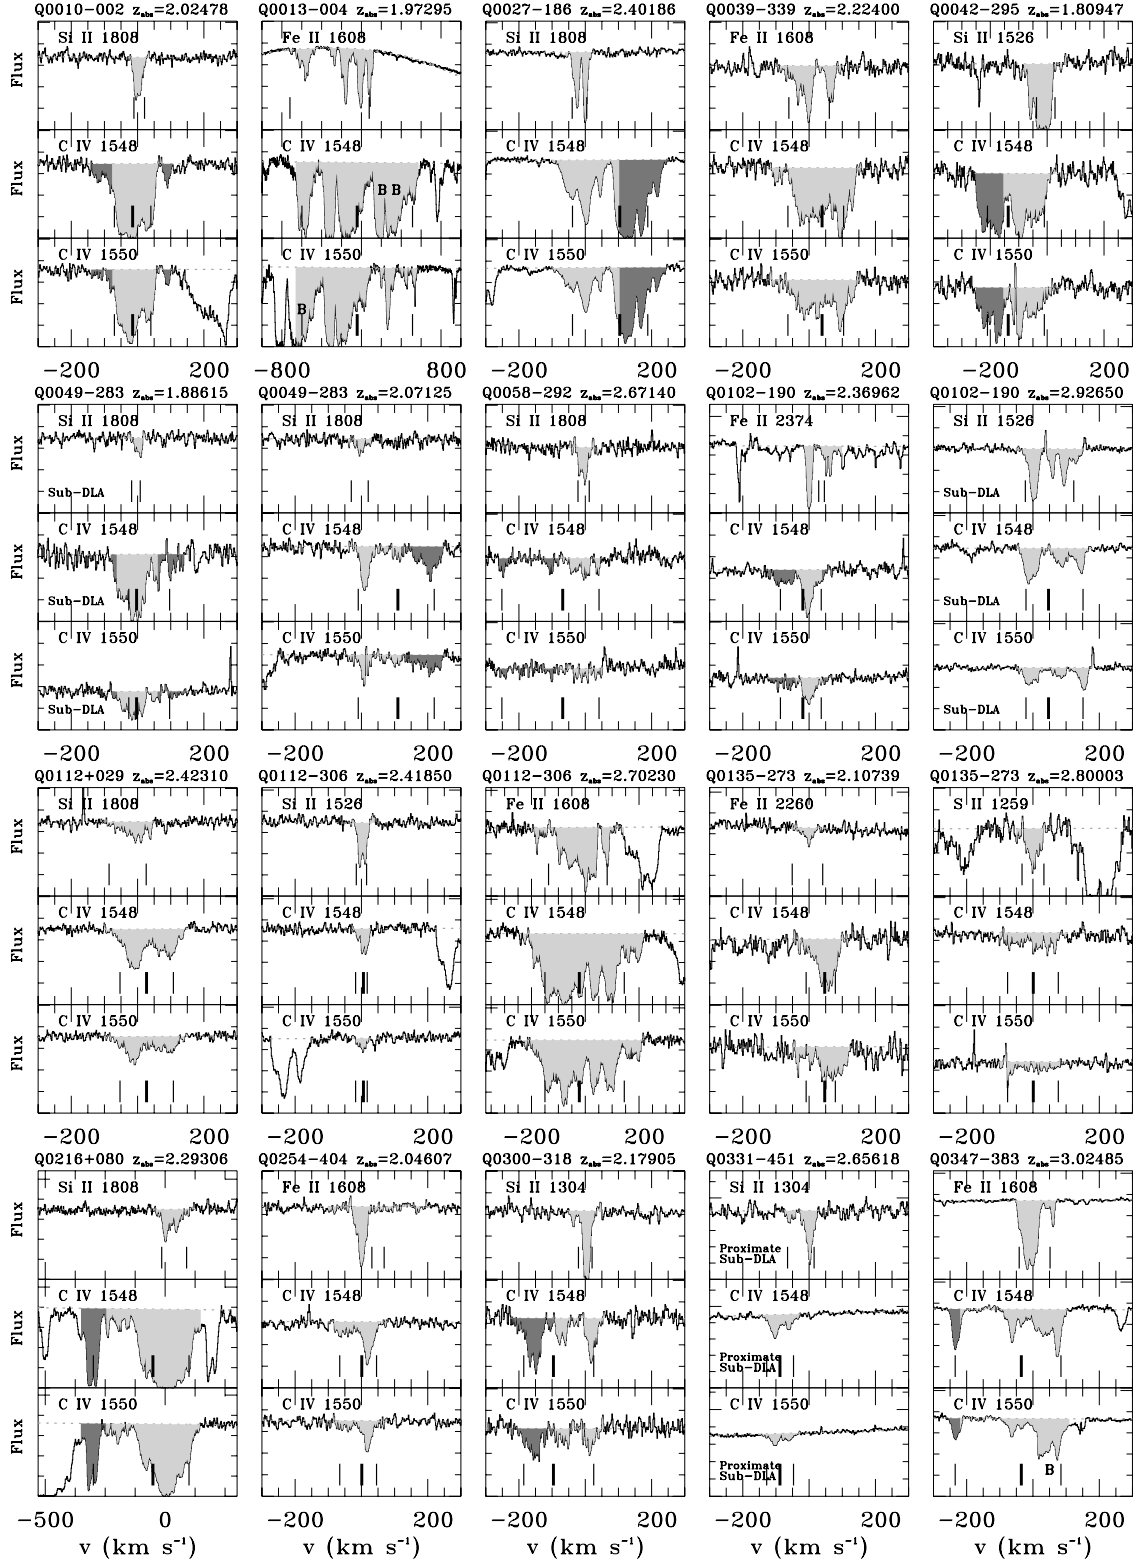 Q0010−002 z_abs=2.02478 Q0013−004 z_abs=1.97295 Q0027−186 z_abs=2.40186 Q0039−339 z_abs=2.22400 Q0042−295 z_abs=1.80947
Flux Si II 1808 Fe II 1608 Si II 1808 Fe II 1608 Si II 1526
Flux C IV 1548 C IV 1548 C IV 1548 C IV 1548 C IV 1548
B B
Flux C IV 1550 C IV 1550 C IV 1550 C IV 1550 C IV 1550
B
−200 200 −800 800 −200 200 −200 200 −200 200
Q0049−283 z_abs=1.88615 Q0049−283 z_abs=2.07125 Q0058−292 z_abs=2.67140 Q0102−190 z_abs=2.36962 Q0102−190 z_abs=2.92650
Flux Si II 1808 Si II 1808 Si II 1808 Fe II 2374 Si II 1526
Sub−DLA Sub−DLA Sub−DLA
Flux C IV 1548 C IV 1548 C IV 1548 C IV 1548 C IV 1548
Sub−DLA Sub−DLA
Flux C IV 1550 C IV 1550 C IV 1550 C IV 1550 C IV 1550
Sub−DLA Sub−DLA
−200 200 −200 200 −200 200 −200 200 −200 200
Q0112+029 z_abs=2.42310 Q0112−306 z_abs=2.41850 Q0112−306 z_abs=2.70230 Q0135−273 z_abs=2.10739 Q0135−273 z_abs=2.80003
Flux Si II 1808 Si II 1526 Fe II 1608 Fe II 2260 S II 1259
Flux C IV 1548 C IV 1548 C IV 1548 C IV 1548 C IV 1548
Flux C IV 1550 C IV 1550 C IV 1550 C IV 1550 C IV 1550
−200 200 −200 200 −200 200 −200 200 −200 200
Q0216+080 z_abs=2.29306 Q0254−404 z_abs=2.04607 Q0300−318 z_abs=2.17905 Q0331−451 z_abs=2.65618 Q0347−383 z_abs=3.02485
Flux Si II 1808 Fe II 1608 Si II 1304 Si II 1304 Fe II 1608
Proximate
Sub−DLA
Flux C IV 1548 C IV 1548 C IV 1548 C IV 1548 C IV 1548
Proximate
Sub−DLA
Flux C IV 1550 C IV 1550 C IV 1550 C IV 1550 C IV 1550
Proximate
Sub−DLA
B
−500 0 −200 200 −200 200 −200 200 −200 200
v (km s⁻¹) v (km s⁻¹) v (km s⁻¹) v (km s⁻¹) v (km s⁻¹)